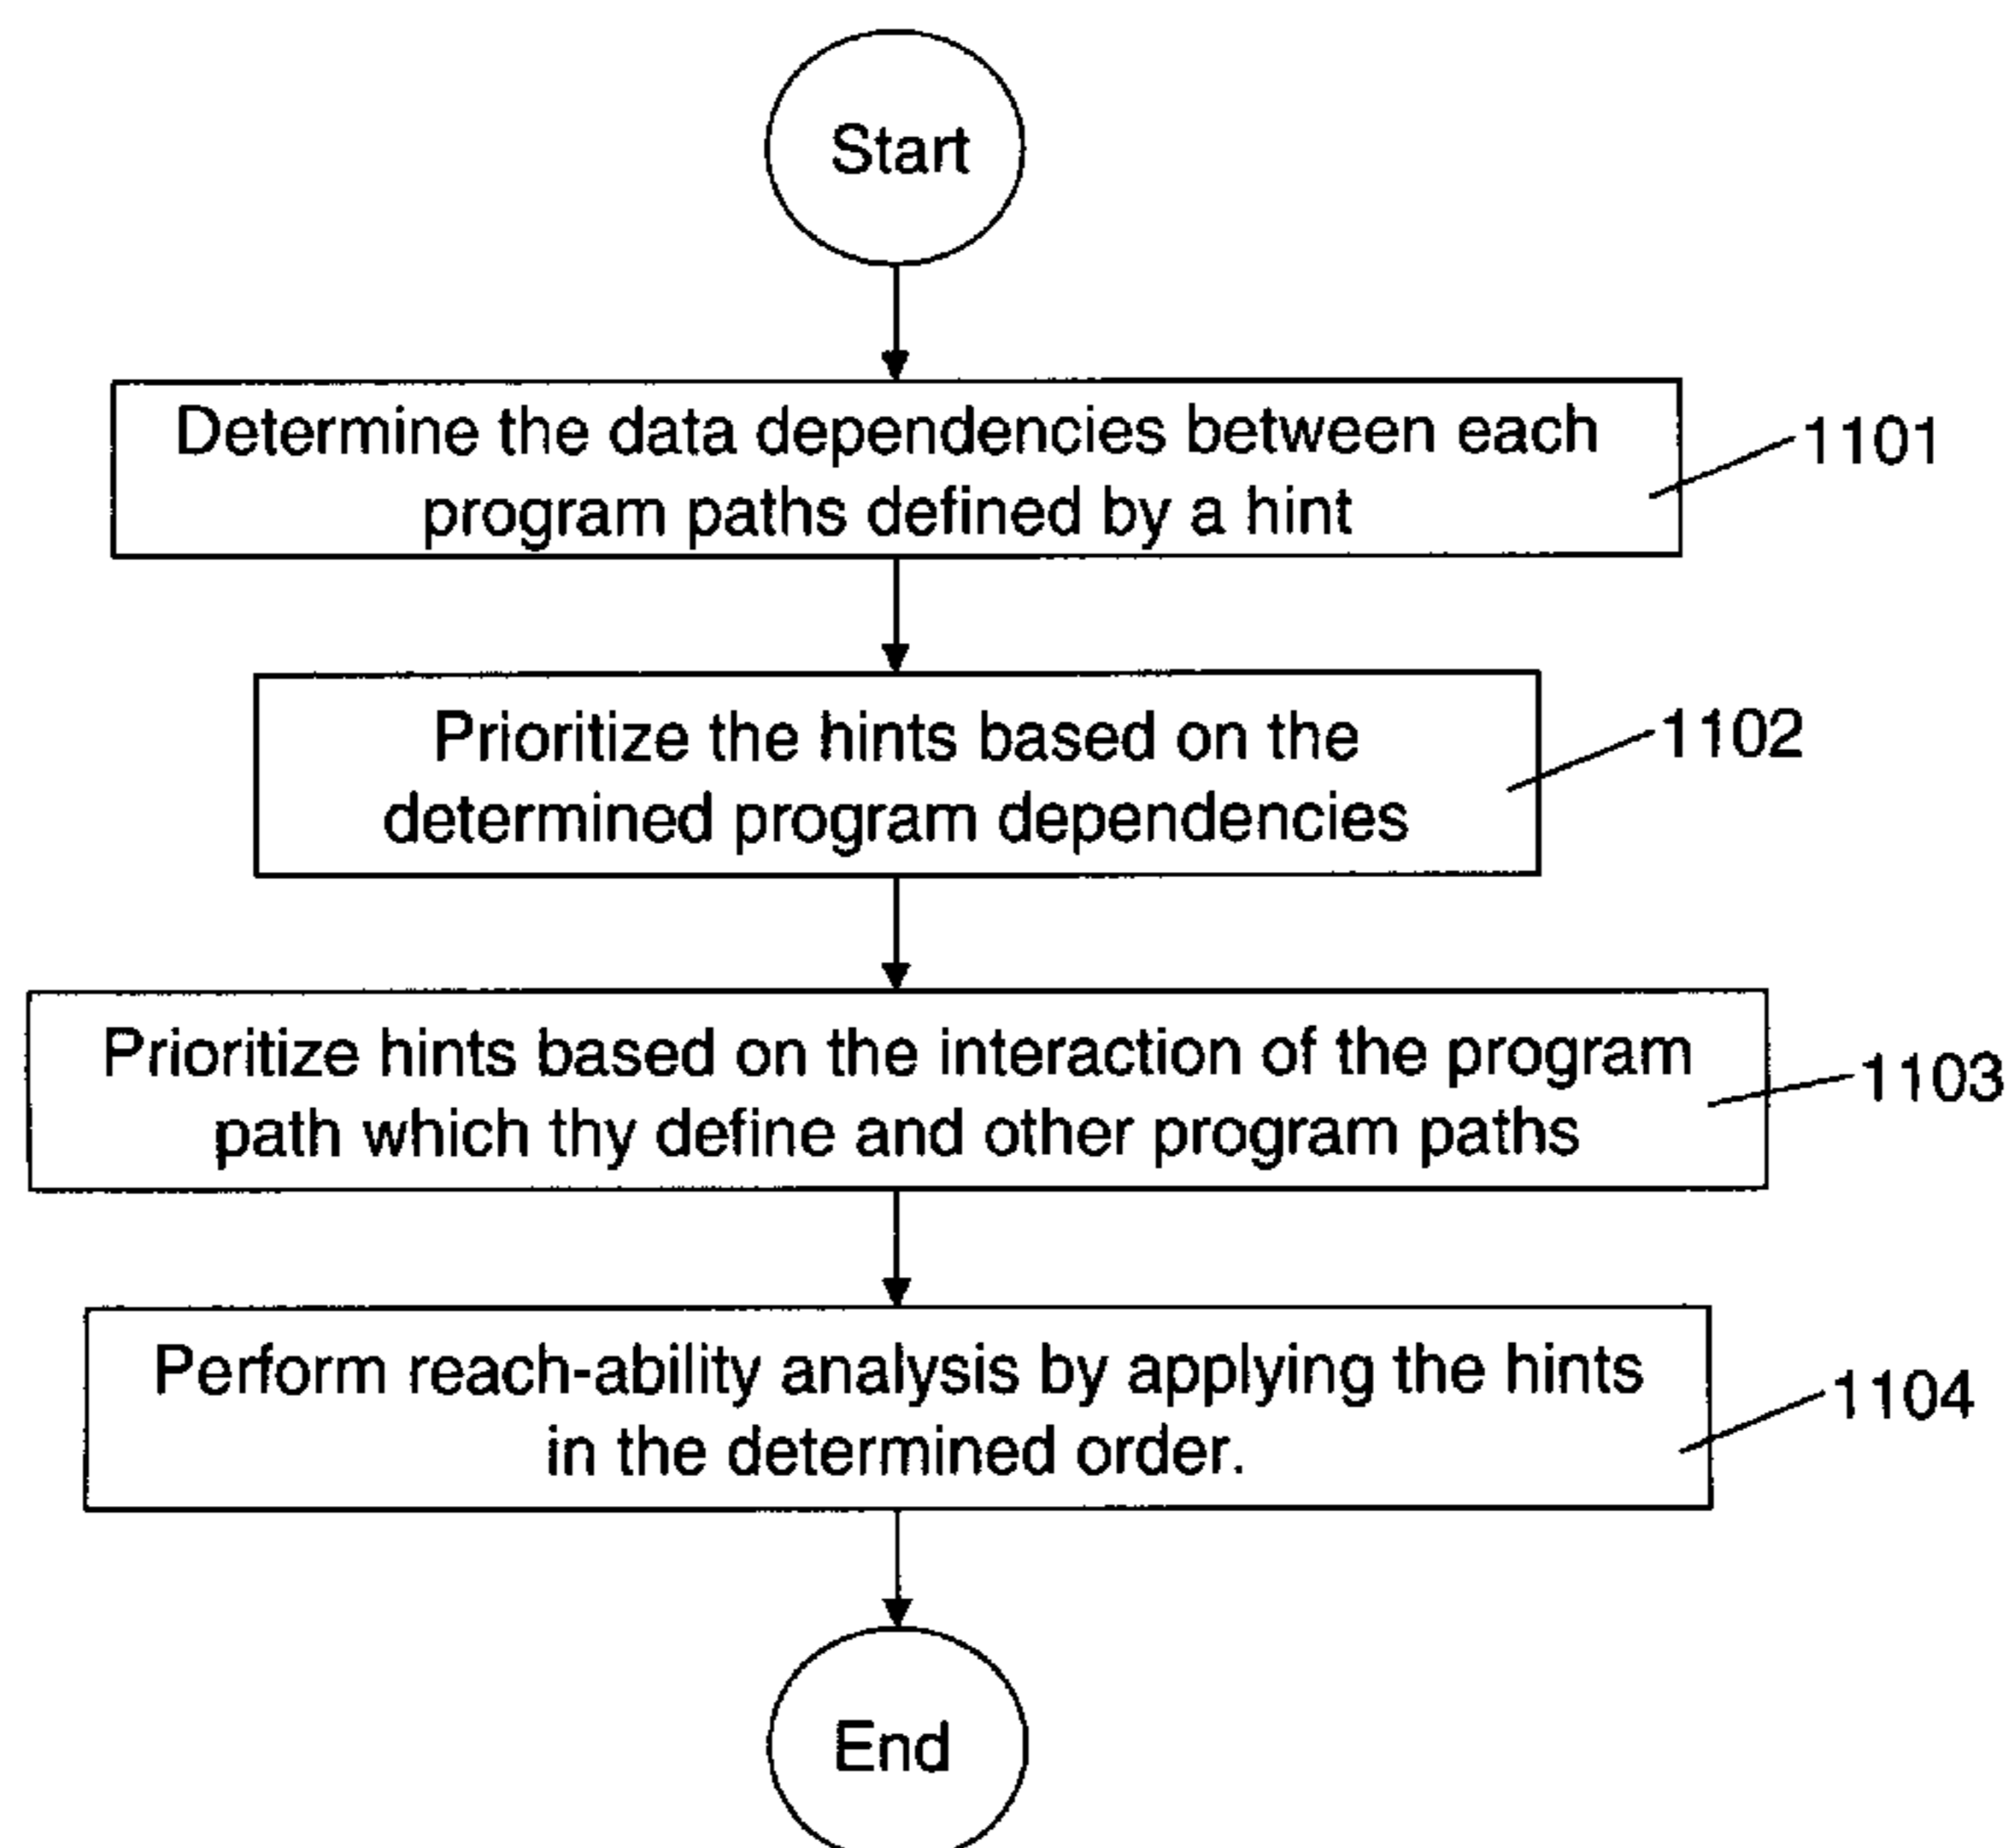 Start
Determine the data dependencies between each
program paths defined by a hint
1101
Prioritize the hints based on the
determined program dependencies
1102
Prioritize hints based on the interaction of the program
path which thy define and other program paths
1103
Perform reach-ability analysis by applying the hints
in the determined order.
1104
End